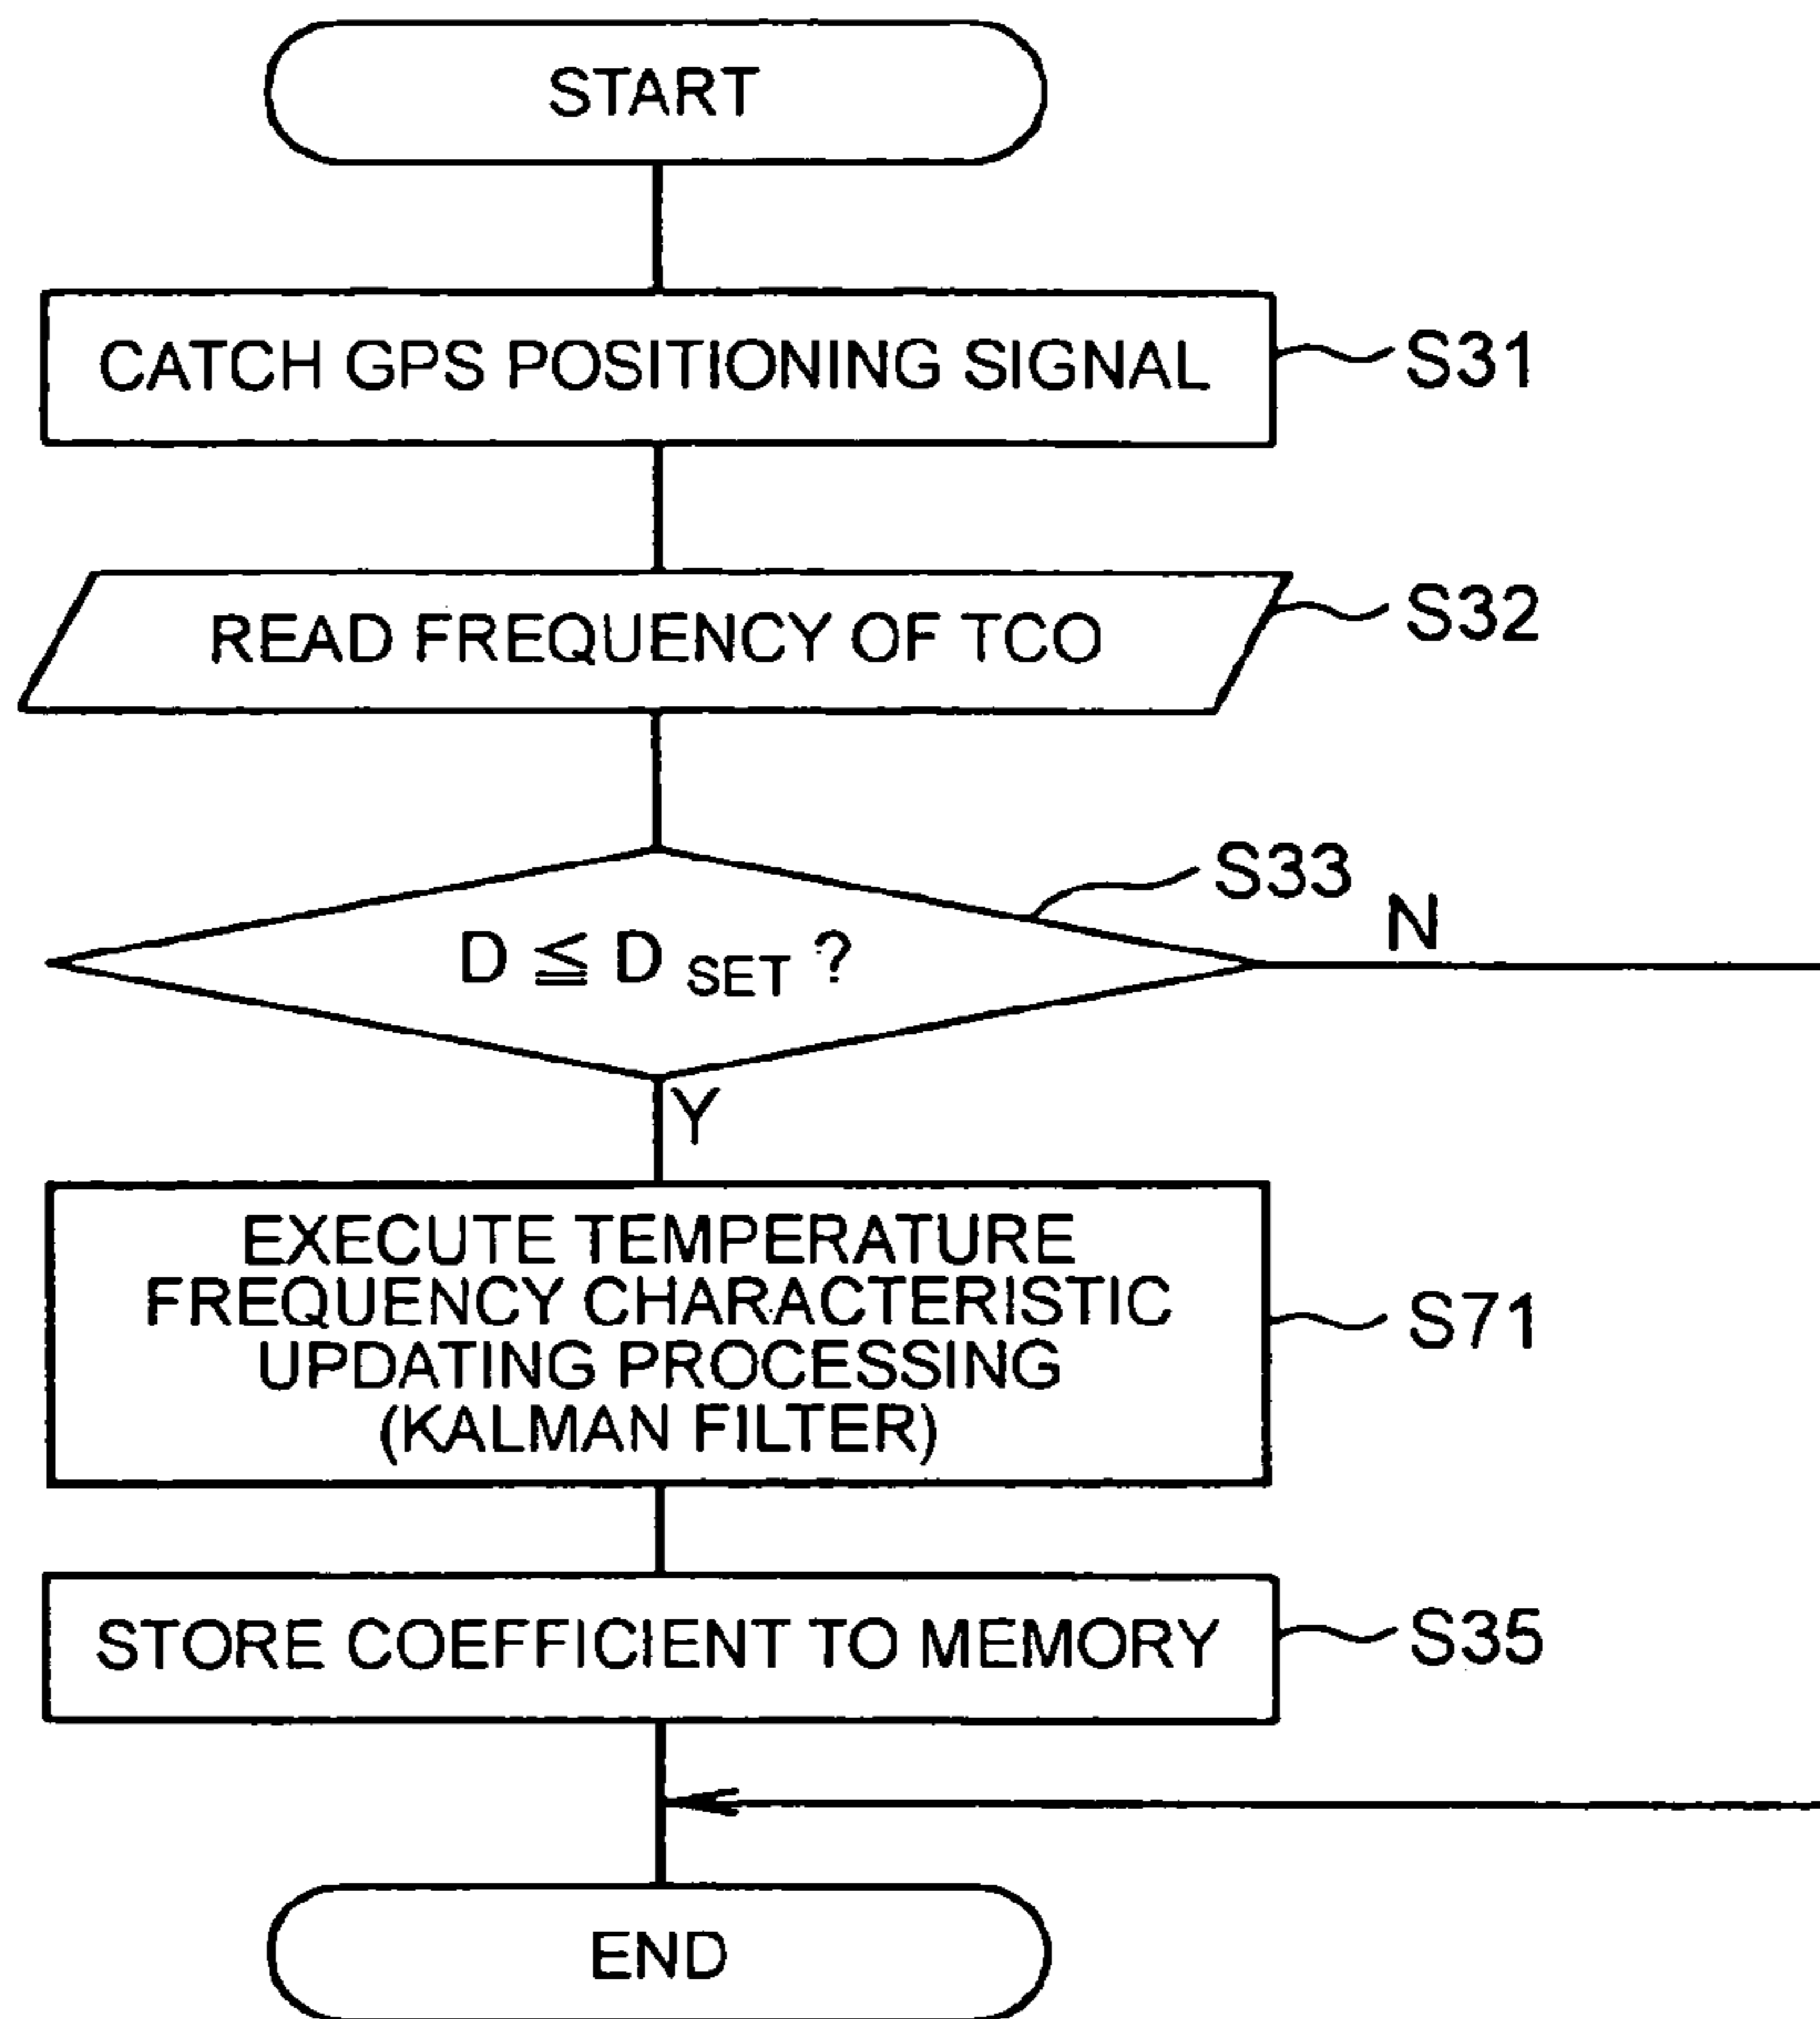 START
CATCH GPS POSITIONING SIGNAL
S31
READ FREQUENCY OF TCO
S32
S33
D ≦ D SET ?
N
Y
EXECUTE TEMPERATURE
FREQUENCY CHARACTERISTIC
UPDATING PROCESSING
(KALMAN FILTER)
S71
STORE COEFFICIENT TO MEMORY
S35
END